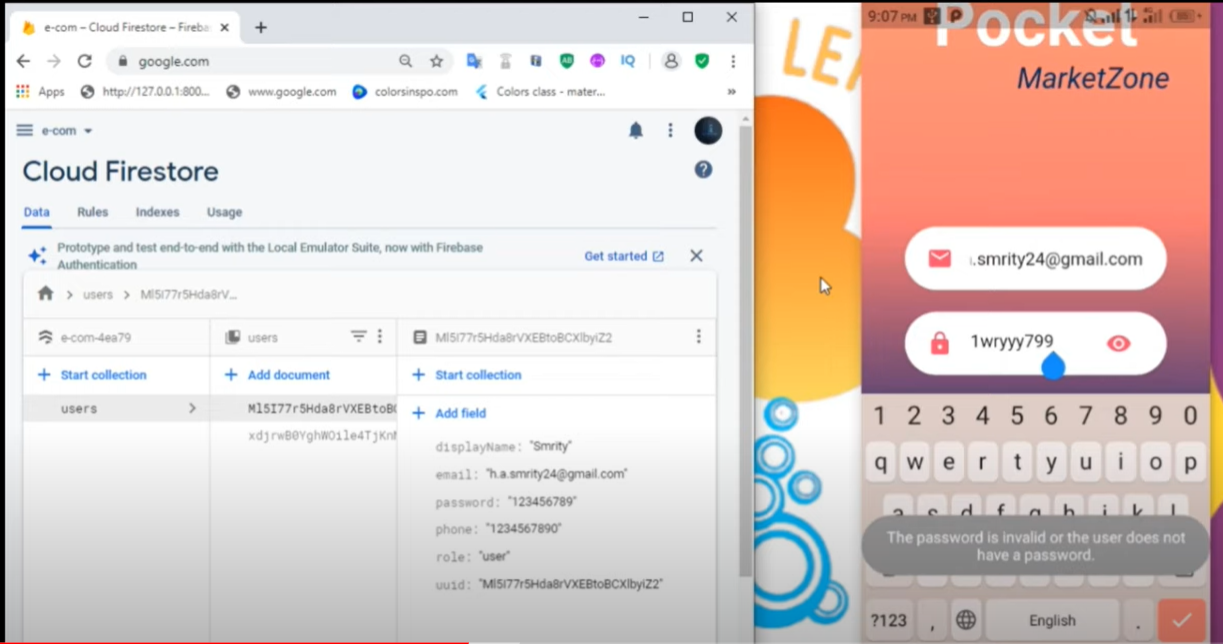 e-com – Cloud Firestore – Fireba
google.com
Apps
http://127.0.0.1:800...
www.google.com
colorsinspo.com
Colors class - mater...
»
e-com
Cloud Firestore
Data
Rules
Indexes
Usage
Prototype and test end-to-end with the Local Emulator Suite, now with Firebase
Authentication
Get started
users
Ml5I77r5Hda8rV...
e-com-4ea79
users
Ml5I77r5Hda8rVXEBtoBCXlbyiZ2
+ Start collection
+ Add document
+ Start collection
users
Ml5I77r5Hda8rVXEBtoB
xdjrwB0YghWOile4TjKn
+ Add field
displayName: "Smrity"
email: "h.a.smrity24@gmail.com"
password: "123456789"
phone: "1234567890"
role: "user"
uuid: "Ml5I77r5Hda8rVXEBtoBCXlbyiZ2"
LE
9:07 PM
Pocket
MarketZone
.smrity24@gmail.com
1wryyy799
1 2 3 4 5 6 7 8 9 0
q w e r t y u i o p
a s d f g h j k l
The password is invalid or the user does not
have a password.
?123 , English .